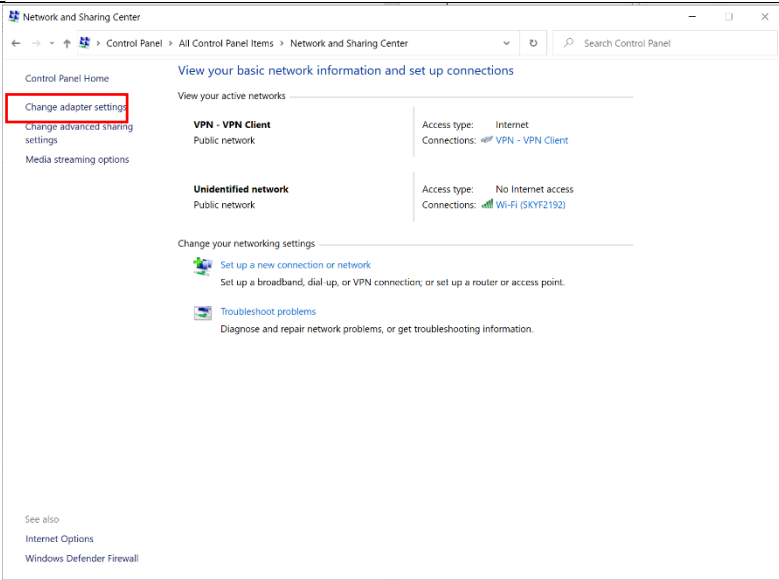 Network and Sharing Center
Control Panel > All Control Panel Items > Network and Sharing Center
Search Control Panel
Control Panel Home
Change adapter settings
Change advanced sharing
settings
Media streaming options
View your basic network information and set up connections
View your active networks
VPN - VPN Client
Public network
Access type: Internet
Connections: VPN - VPN Client
Unidentified network
Public network
Access type: No Internet access
Connections: Wi-Fi (SKYF2192)
Change your networking settings
Set up a new connection or network
Set up a broadband, dial-up, or VPN connection; or set up a router or access point.
Troubleshoot problems
Diagnose and repair network problems, or get troubleshooting information.
See also
Internet Options
Windows Defender Firewall